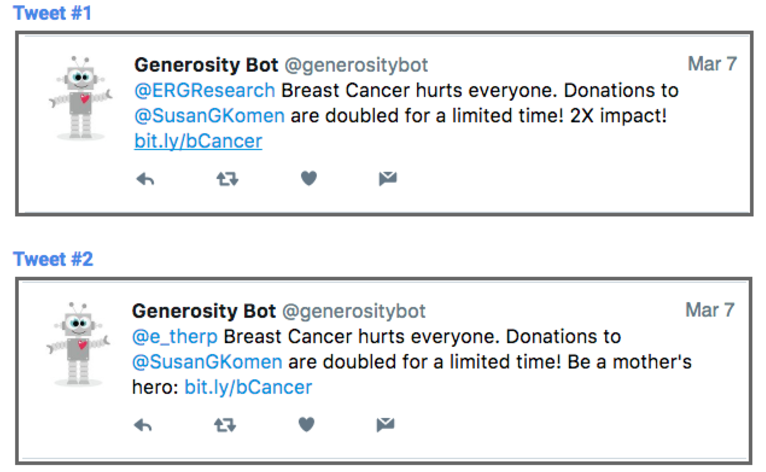 Tweet #1
Generosity Bot @generositybot Mar 7
@ERGResearch Breast Cancer hurts everyone. Donations to
@SusanGKomen are doubled for a limited time! 2X impact!
bit.ly/bCancer
Tweet #2
Generosity Bot @generositybot Mar 7
@e_therp Breast Cancer hurts everyone. Donations to
@SusanGKomen are doubled for a limited time! Be a mother's
hero: bit.ly/bCancer